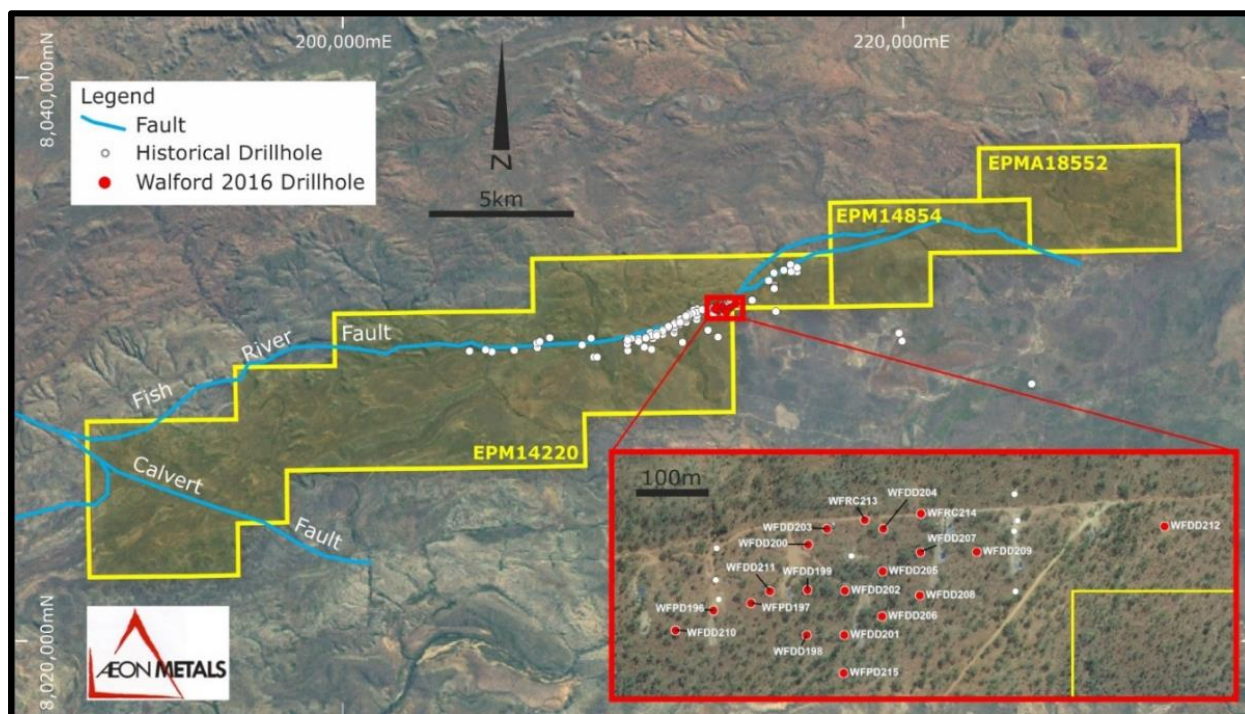 200,000mE
220,000mE
8,040,000mN
Legend
Fault
Historical Drillhole
Walford 2016 Drillhole
N
5km
EPMA18552
EPM14854
Fish River Fault
EPM14220
Calvert Fault
8,020,000mN
100m
WFRC213
WFDD204
WFRC214
WFDD203
WFDD212
WFDD200
WFDD207
WFDD209
WFDD211
WFDD199
WFDD205
WFPD196
WFPD197
WFDD202
WFDD208
WFDD206
WFDD210
WFDD198
WFDD201
WFPD215
ÆON METALS